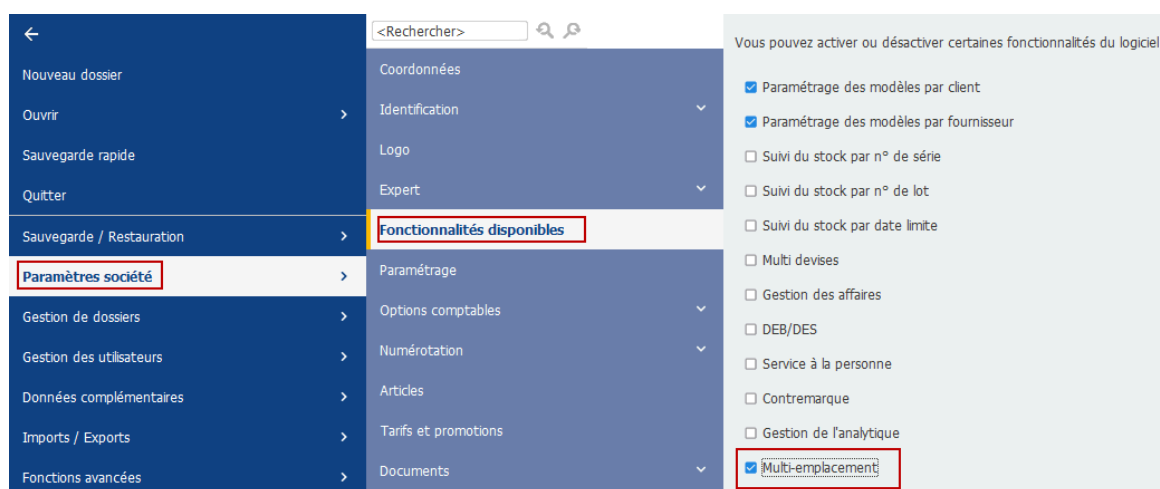 Nouveau dossier
Ouvrir
Sauvegarde rapide
Quitter
Sauvegarde / Restauration
Paramètres société
Gestion de dossiers
Gestion des utilisateurs
Données complémentaires
Imports / Exports
Fonctions avancées
<Rechercher>
Coordonnées
Identification
Logo
Expert
Fonctionnalités disponibles
Paramétrage
Options comptables
Numérotation
Articles
Tarifs et promotions
Documents
Vous pouvez activer ou désactiver certaines fonctionnalités du logiciel
Paramétrage des modèles par client
Paramétrage des modèles par fournisseur
Suivi du stock par n° de série
Suivi du stock par n° de lot
Suivi du stock par date limite
Multi devises
Gestion des affaires
DEB/DES
Service à la personne
Contremarque
Gestion de l'analytique
Multi-emplacement